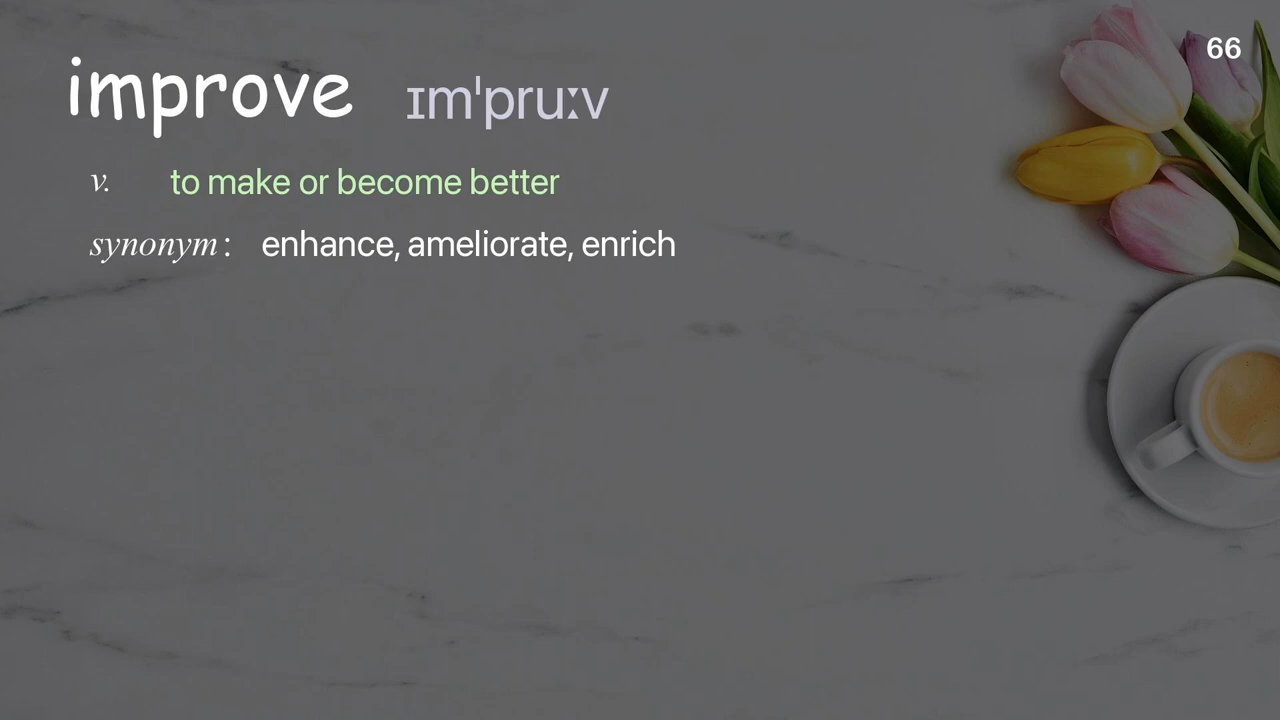 66
improve ɪmˈpruːv
v. to make or become better
synonym: enhance, ameliorate, enrich